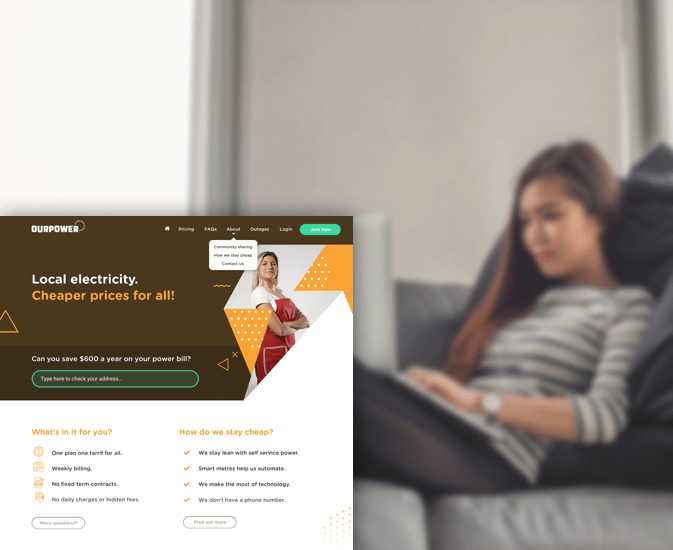 OURPOWER
Pricing FAQs About Outages Login Join now
Community sharing
How we stay cheap
Contact Us
Local electricity.
Cheaper prices for all!
Can you save $600 a year on your power bill?
Type here to check your address...
What's in it for you?
One plan one tarrif for all.
Weekly billing.
No fixed term contracts.
No daily charges or hidden fees.
More questions?
How do we stay cheap?
We stay lean with self service power.
Smart metres help us automate.
We make the most of technology.
We don't have a phone number.
Find out more